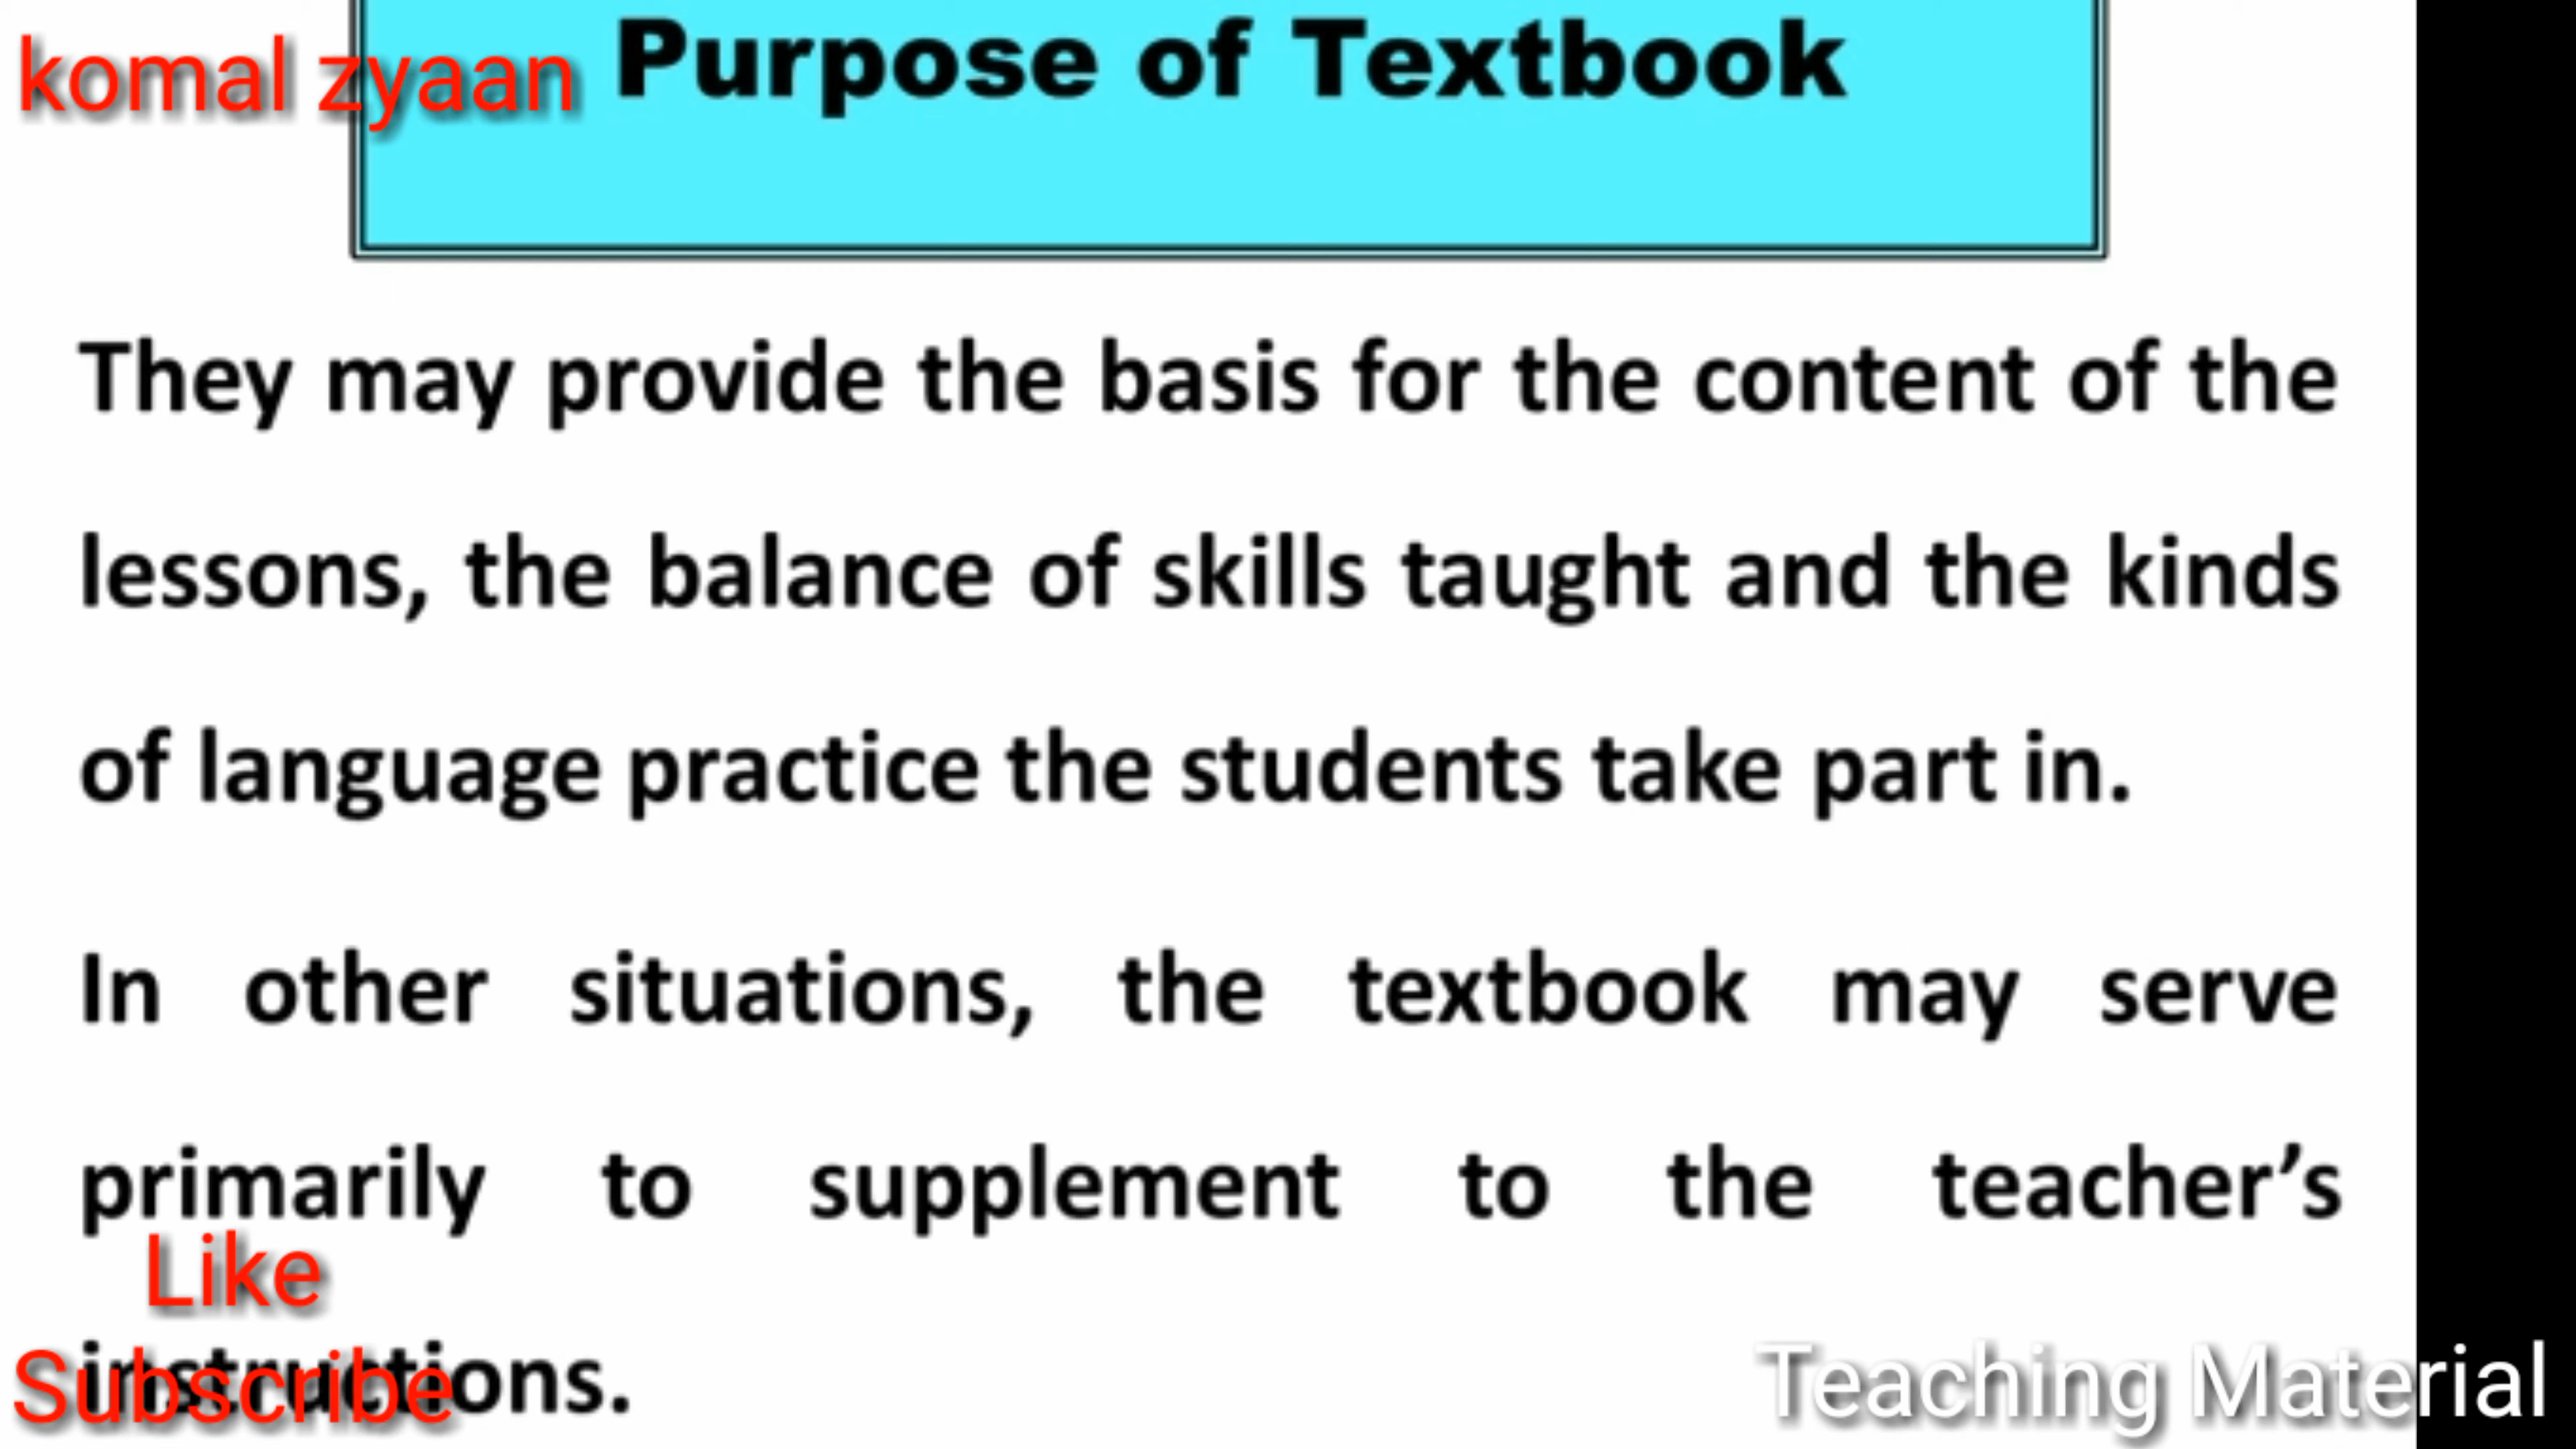 komal zyaan
Purpose of Textbook
They may provide the basis for the content of the
lessons, the balance of skills taught and the kinds
of language practice the students take part in.
In other situations, the textbook may serve
primarily to supplement to the teacher’s
Like
instructions.
Subscribe
Teaching Material